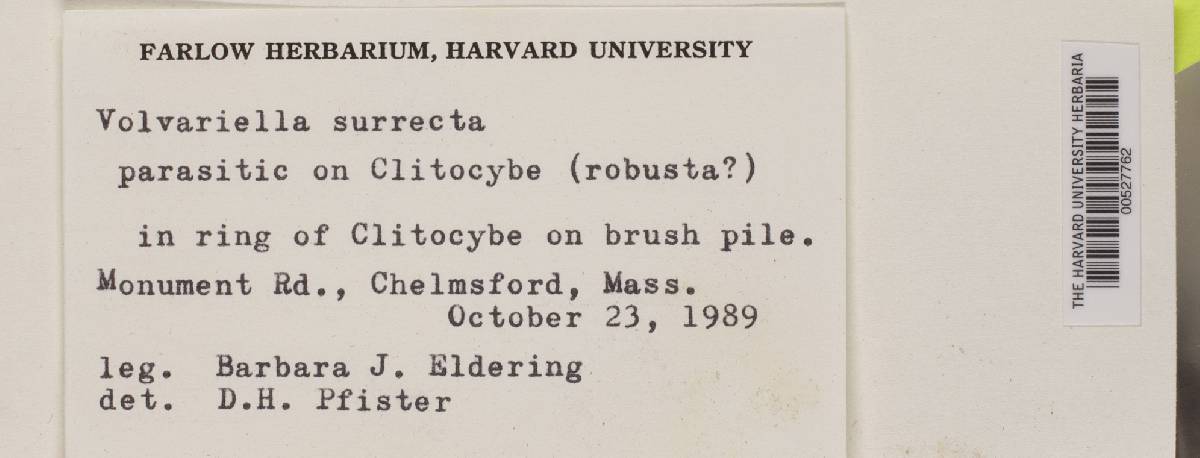 FARLOW HERBARIUM, HARVARD UNIVERSITY
Volvariella surrecta
parasitic on Clitocybe (robusta?)
in ring of Clitocybe on brush pile.
Monument Rd., Chelmsford, Mass.
October 23, 1989
leg. Barbara J. Eldering
det. D.H. Pfister
THE HARVARD UNIVERSITY HERBARIA
00527762